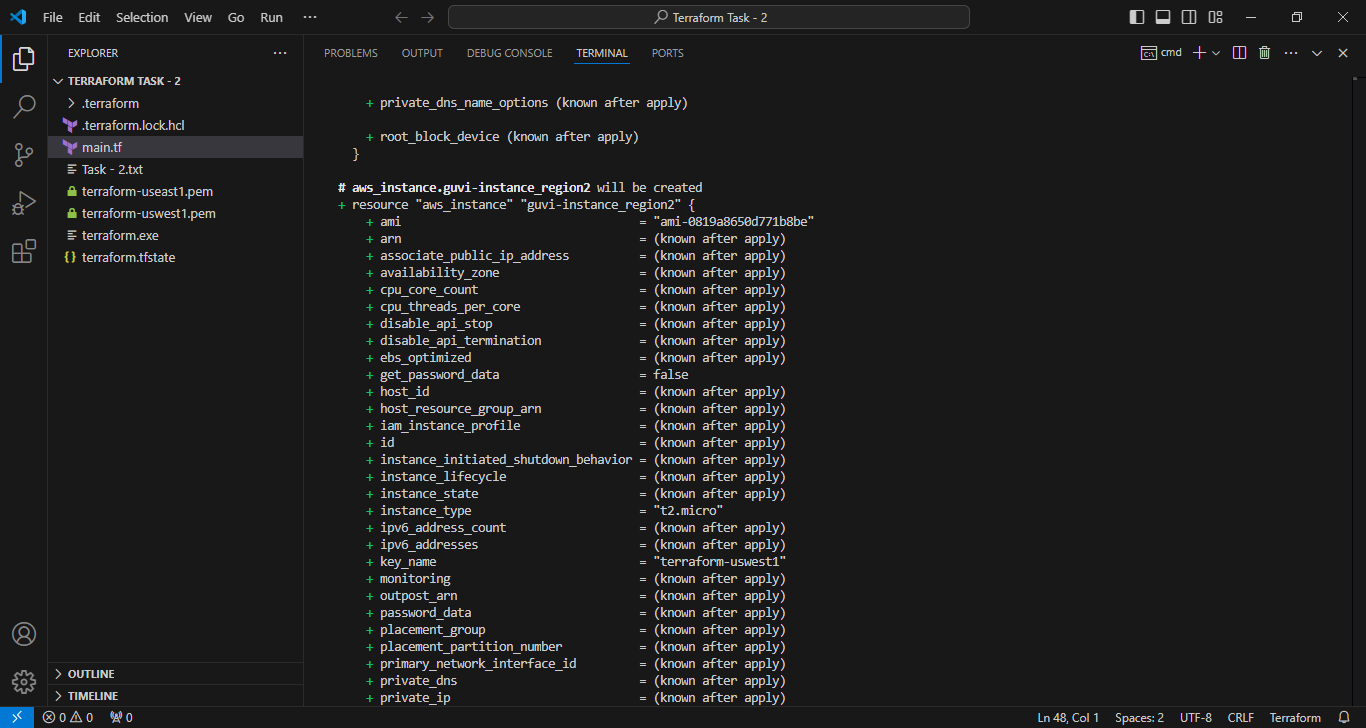 File Edit Selection View Go Run ···
Terraform Task - 2
EXPLORER ···
TERRAFORM TASK - 2
.terraform
.terraform.lock.hcl
main.tf
Task - 2.txt
terraform-useast1.pem
terraform-uswest1.pem
terraform.exe
{} terraform.tfstate
OUTLINE
TIMELINE
PROBLEMS OUTPUT DEBUG CONSOLE TERMINAL PORTS
cmd
+ private_dns_name_options (known after apply)
+ root_block_device (known after apply)
}
# aws_instance.guvi-instance_region2 will be created
+ resource "aws_instance" "guvi-instance_region2" {
+ ami = "ami-0819a8650d771b8be"
+ arn = (known after apply)
+ associate_public_ip_address = (known after apply)
+ availability_zone = (known after apply)
+ cpu_core_count = (known after apply)
+ cpu_threads_per_core = (known after apply)
+ disable_api_stop = (known after apply)
+ disable_api_termination = (known after apply)
+ ebs_optimized = (known after apply)
+ get_password_data = false
+ host_id = (known after apply)
+ host_resource_group_arn = (known after apply)
+ iam_instance_profile = (known after apply)
+ id = (known after apply)
+ instance_initiated_shutdown_behavior = (known after apply)
+ instance_lifecycle = (known after apply)
+ instance_state = (known after apply)
+ instance_type = "t2.micro"
+ ipv6_address_count = (known after apply)
+ ipv6_addresses = (known after apply)
+ key_name = "terraform-uswest1"
+ monitoring = (known after apply)
+ outpost_arn = (known after apply)
+ password_data = (known after apply)
+ placement_group = (known after apply)
+ placement_partition_number = (known after apply)
+ primary_network_interface_id = (known after apply)
+ private_dns = (known after apply)
+ private_ip = (known after apply)
0 0 0 Ln 48, Col 1 Spaces: 2 UTF-8 CRLF Terraform